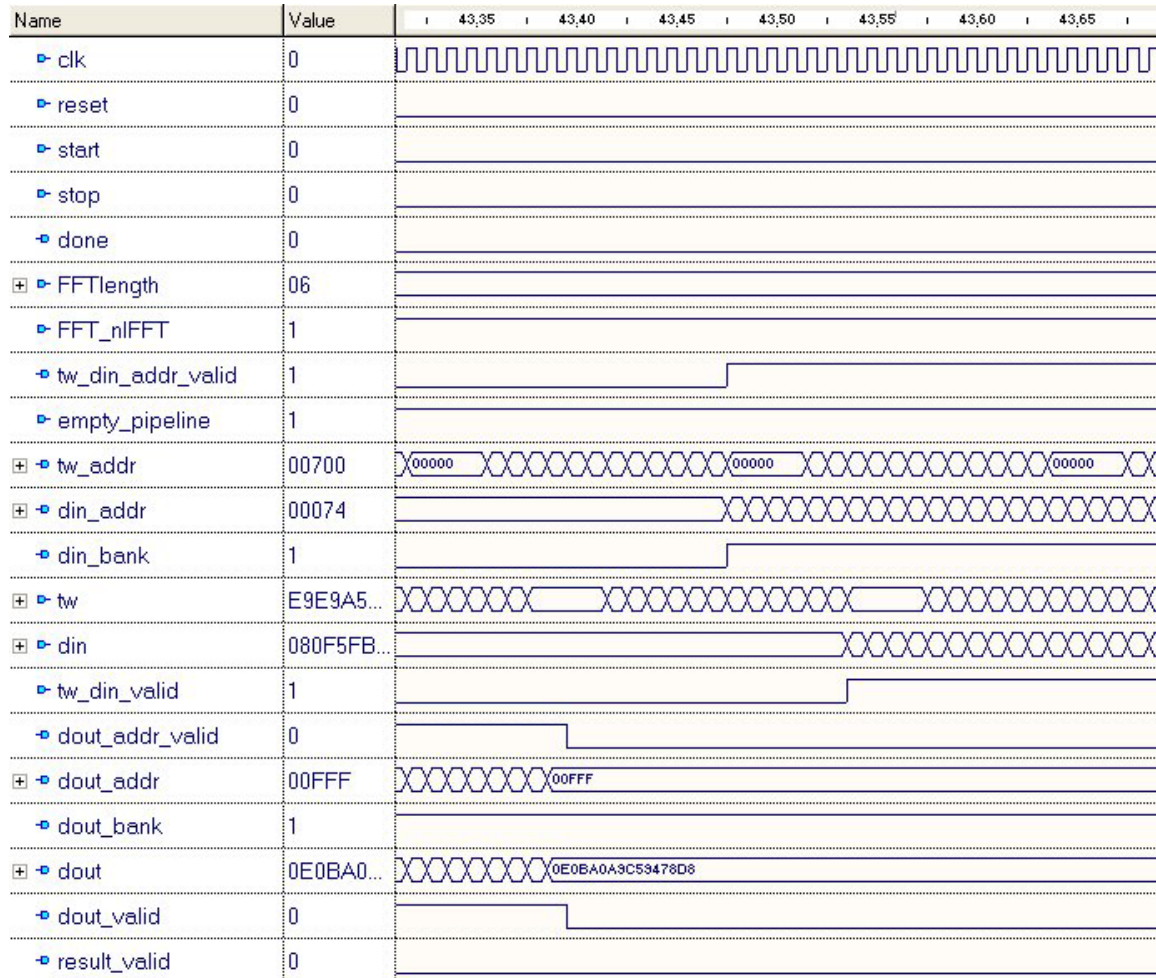 Name Value 43,35 43,40 43,45 43,50 43,55 43,60 43,65
clk 0
reset 0
start 0
stop 0
done 0
FFTlength 06
FFT_nIFFT 1
tw_din_addr_valid 1
empty_pipeline 1
tw_addr 00700 00000 00000 00000
din_addr 00074
din_bank 1
tw E9E9A5...
din 080F5FB...
tw_din_valid 1
dout_addr_valid 0
dout_addr 00FFF 00FFF
dout_bank 1
dout 0E0BA0... 0E0BA0A9C59478D8
dout_valid 0
result_valid 0